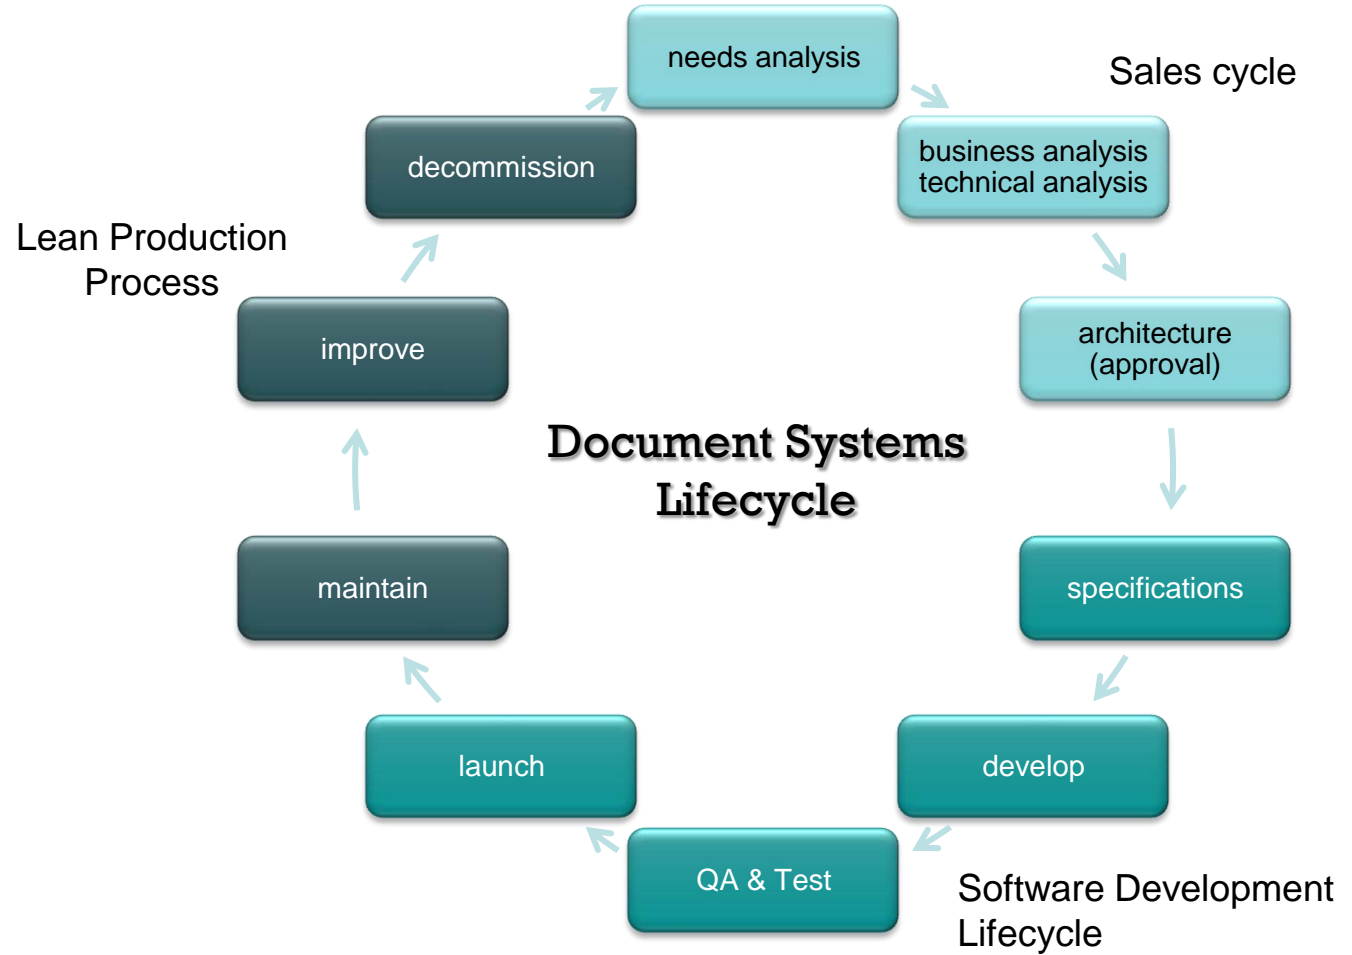 needs analysis
Sales cycle
business analysis
technical analysis
architecture
(approval)
specifications
develop
Software Development
Lifecycle
QA & Test
launch
maintain
improve
Lean Production
Process
decommission
Document Systems
Lifecycle